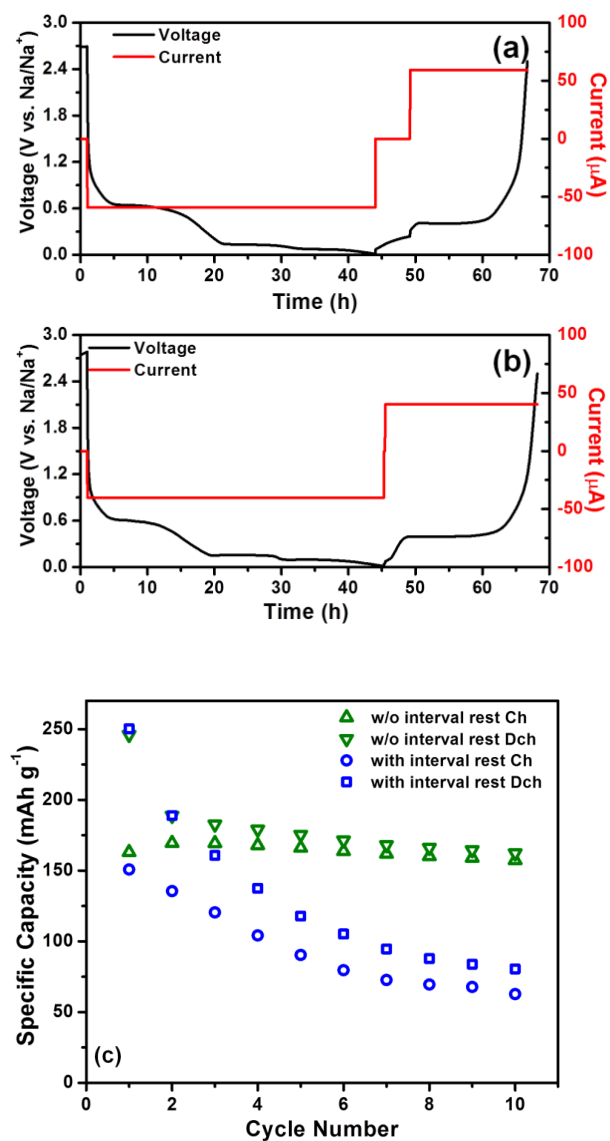 3.0
2.4
1.8
1.2
0.6
0.0
Voltage (V vs. Na/Na⁺)
Voltage
Current
(a)
100
50
0
-50
-100
Current (μA)
0 10 20 30 40 50 60 70
Time (h)
3.0
2.4
1.8
1.2
0.6
0.0
Voltage (V vs. Na/Na⁺)
Voltage
Current
(b)
100
50
0
-50
-100
Current (μA)
0 10 20 30 40 50 60 70
Time (h)
250
200
150
100
50
0
Specific Capacity (mAh g⁻¹)
w/o interval rest Ch
w/o interval rest Dch
with interval rest Ch
with interval rest Dch
(c)
0 2 4 6 8 10
Cycle Number